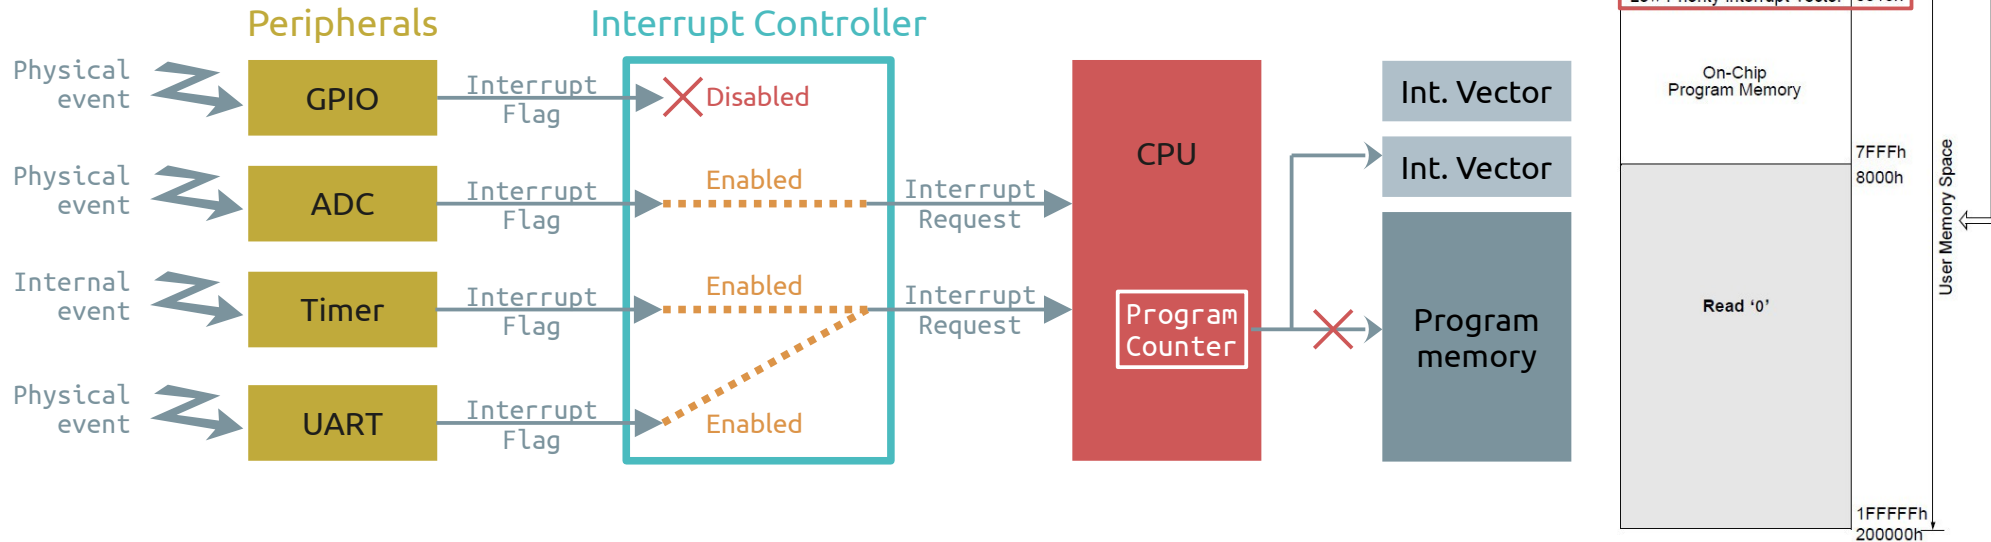 Peripherals
Interrupt Controller
Physical
event
GPIO
Interrupt
Flag
Disabled
Physical
event
ADC
Interrupt
Flag
Enabled
Interrupt
Request
Internal
event
Timer
Interrupt
Flag
Enabled
Interrupt
Request
Physical
event
UART
Interrupt
Flag
Enabled
CPU
Program
Counter
Int. Vector
Int. Vector
Program
memory
On-Chip
Program Memory
7FFFh
8000h
Read ‘0’
1FFFFFh
200000h
User Memory Space